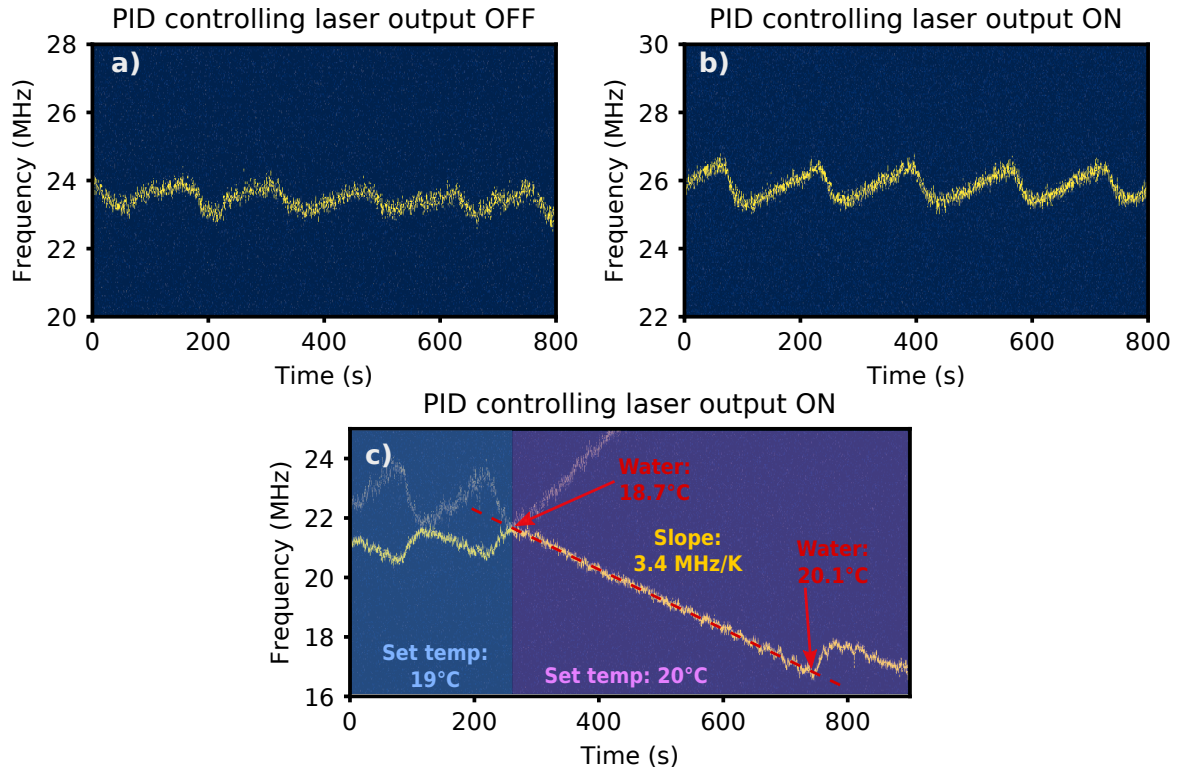 PID controlling laser output OFF
28
26
24
22
20
Frequency (MHz)
a)
0
200
400
600
800
Time (s)
PID controlling laser output ON
30
28
26
24
22
Frequency (MHz)
b)
0
200
400
600
800
Time (s)
PID controlling laser output ON
24
22
20
18
16
Frequency (MHz)
c)
Water:
18.7°C
Slope:
3.4 MHz/K
Water:
20.1°C
Set temp:
19°C
Set temp: 20°C
0
200
400
600
800
Time (s)